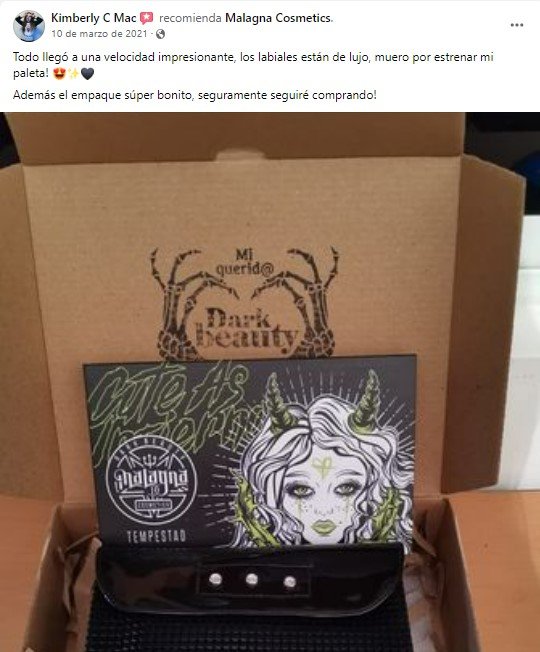 Kimberly C Mac recomienda Malagna Cosmetics.
10 de marzo de 2021 ·
Todo llegó a una velocidad impresionante, los labiales están de lujo, muero por estrenar mi
paleta! 🤩✨🖤
Además el empaque súper bonito, seguramente seguiré comprando!
Mi
querid@
Dark
beauty
Cute As
Malagna
COSMETICS
TEMPESTAD